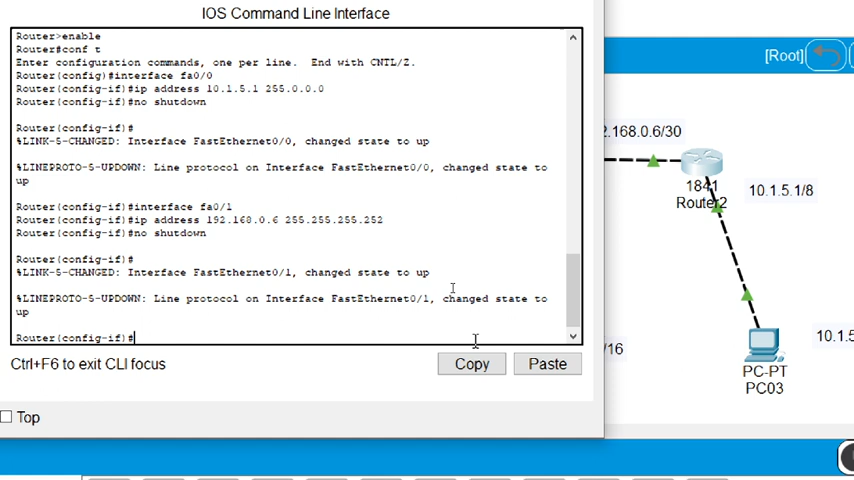 IOS Command Line Interface
Router>enable
Router#conf t
Enter configuration commands, one per line.  End with CNTL/Z.
Router(config)#interface fa0/0
Router(config-if)#ip address 10.1.5.1 255.0.0.0
Router(config-if)#no shutdown
Router(config-if)#
%LINK-5-CHANGED: Interface FastEthernet0/0, changed state to up
%LINEPROTO-5-UPDOWN: Line protocol on Interface FastEthernet0/0, changed state to
up
Router(config-if)#interface fa0/1
Router(config-if)#ip address 192.168.0.6 255.255.255.252
Router(config-if)#no shutdown
Router(config-if)#
%LINK-5-CHANGED: Interface FastEthernet0/1, changed state to up
%LINEPROTO-5-UPDOWN: Line protocol on Interface FastEthernet0/1, changed state to
up
Router(config-if)#
Ctrl+F6 to exit CLI focus
Copy
Paste
Top
[Root]
2.168.0.6/30
1841
Router2
10.1.5.1/8
/16
10.1.5
PC-PT
PC03